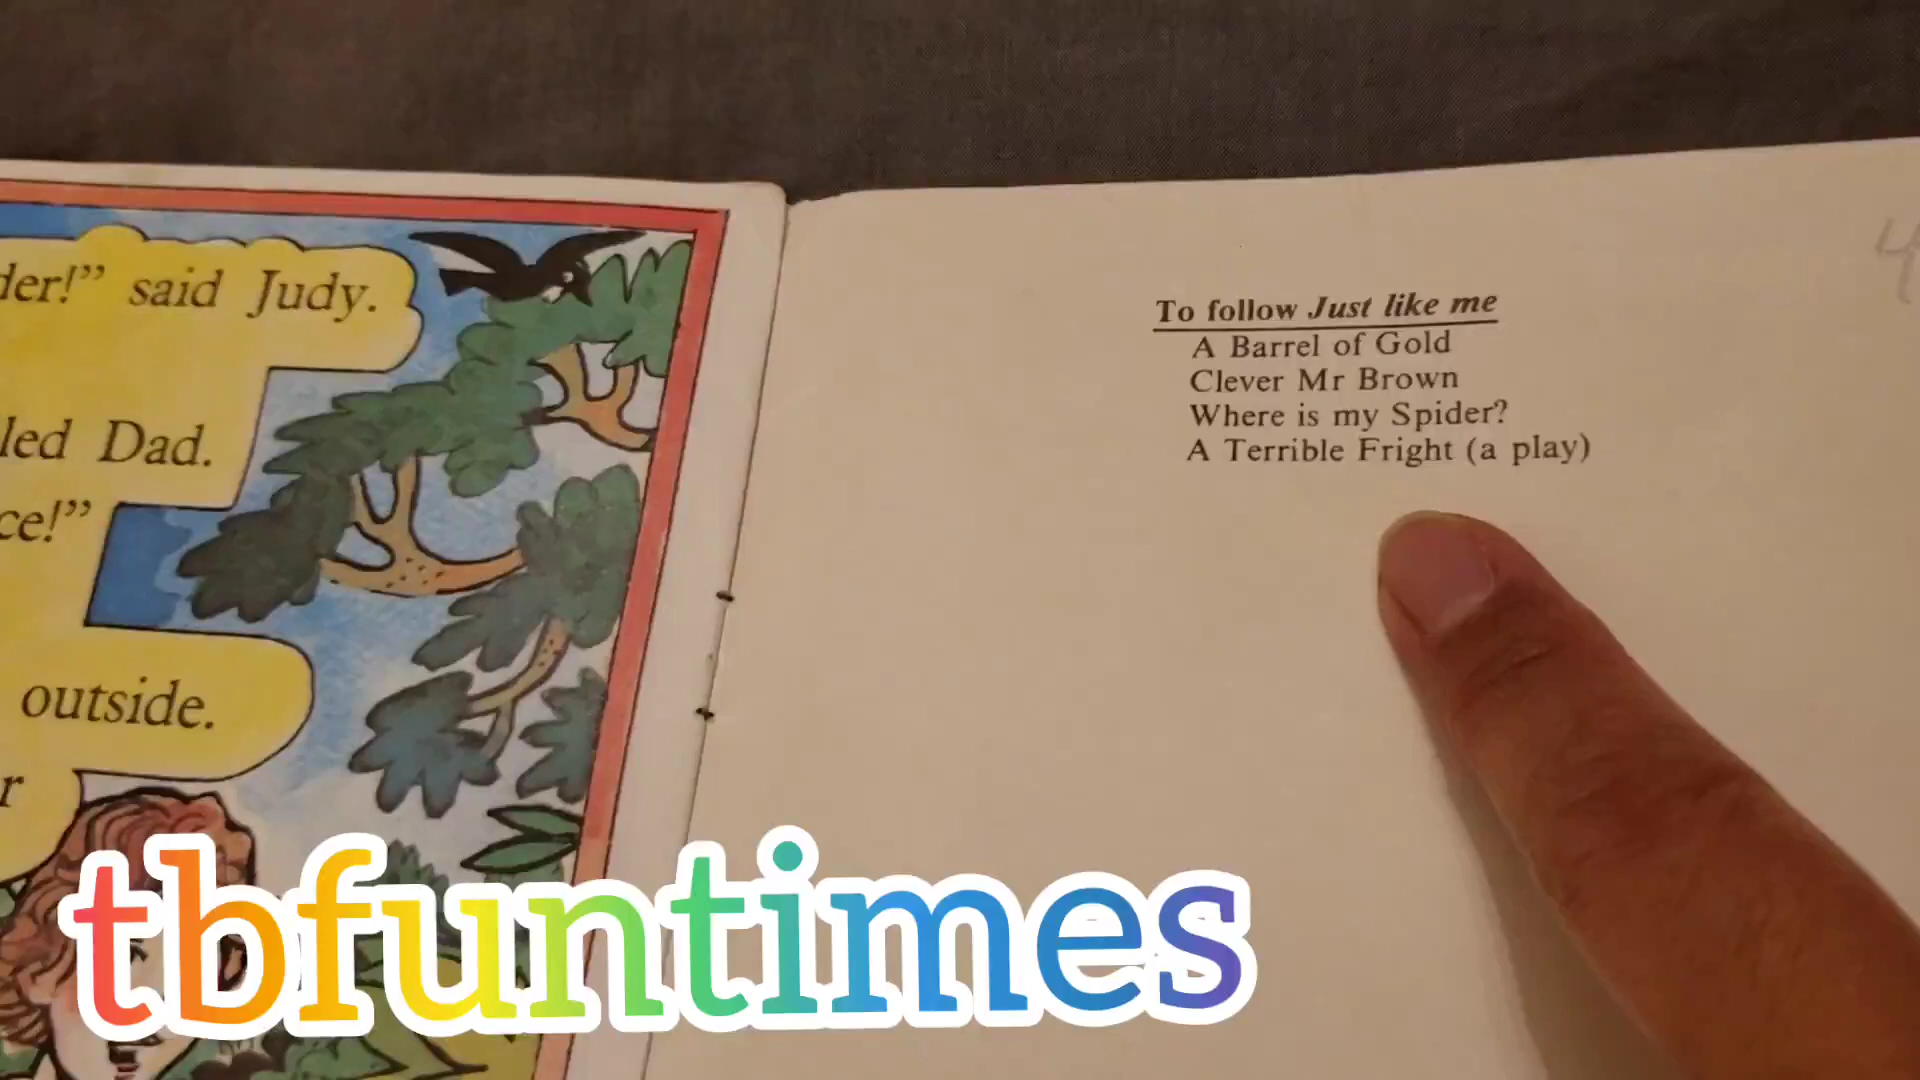 der!” said Judy.
led Dad.
ce!”
outside.
r
To follow Just like me
A Barrel of Gold
Clever Mr Brown
Where is my Spider?
A Terrible Fright (a play)
4
tbfuntimes